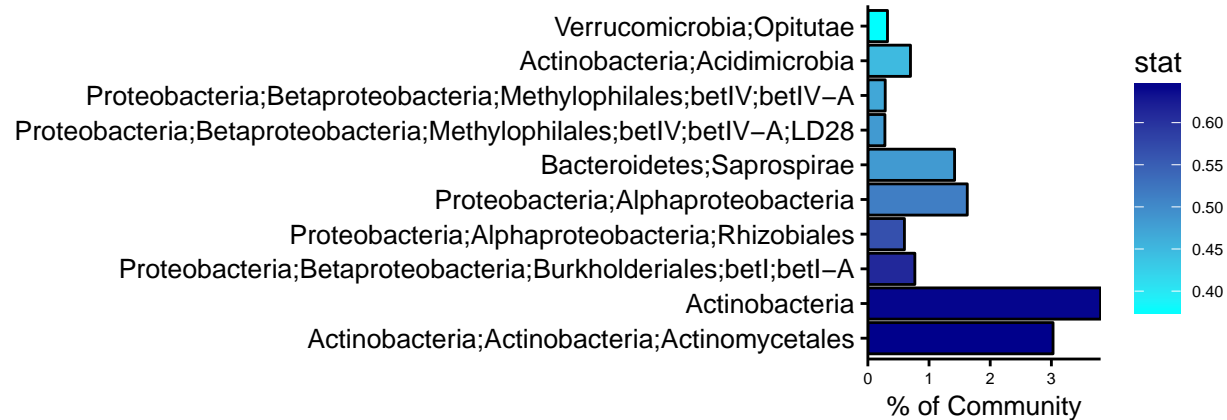 Verrucomicrobia;Opitutae
Actinobacteria;Acidimicrobia
Proteobacteria;Betaproteobacteria;Methylophilales;betIV;betIV−A
Proteobacteria;Betaproteobacteria;Methylophilales;betIV;betIV−A;LD28
Bacteroidetes;Saprospirae
Proteobacteria;Alphaproteobacteria
Proteobacteria;Alphaproteobacteria;Rhizobiales
Proteobacteria;Betaproteobacteria;Burkholderiales;betI;betI−A
Actinobacteria
Actinobacteria;Actinobacteria;Actinomycetales
0 1 2 3
% of Community
stat
0.60
0.50
0.45
0.40